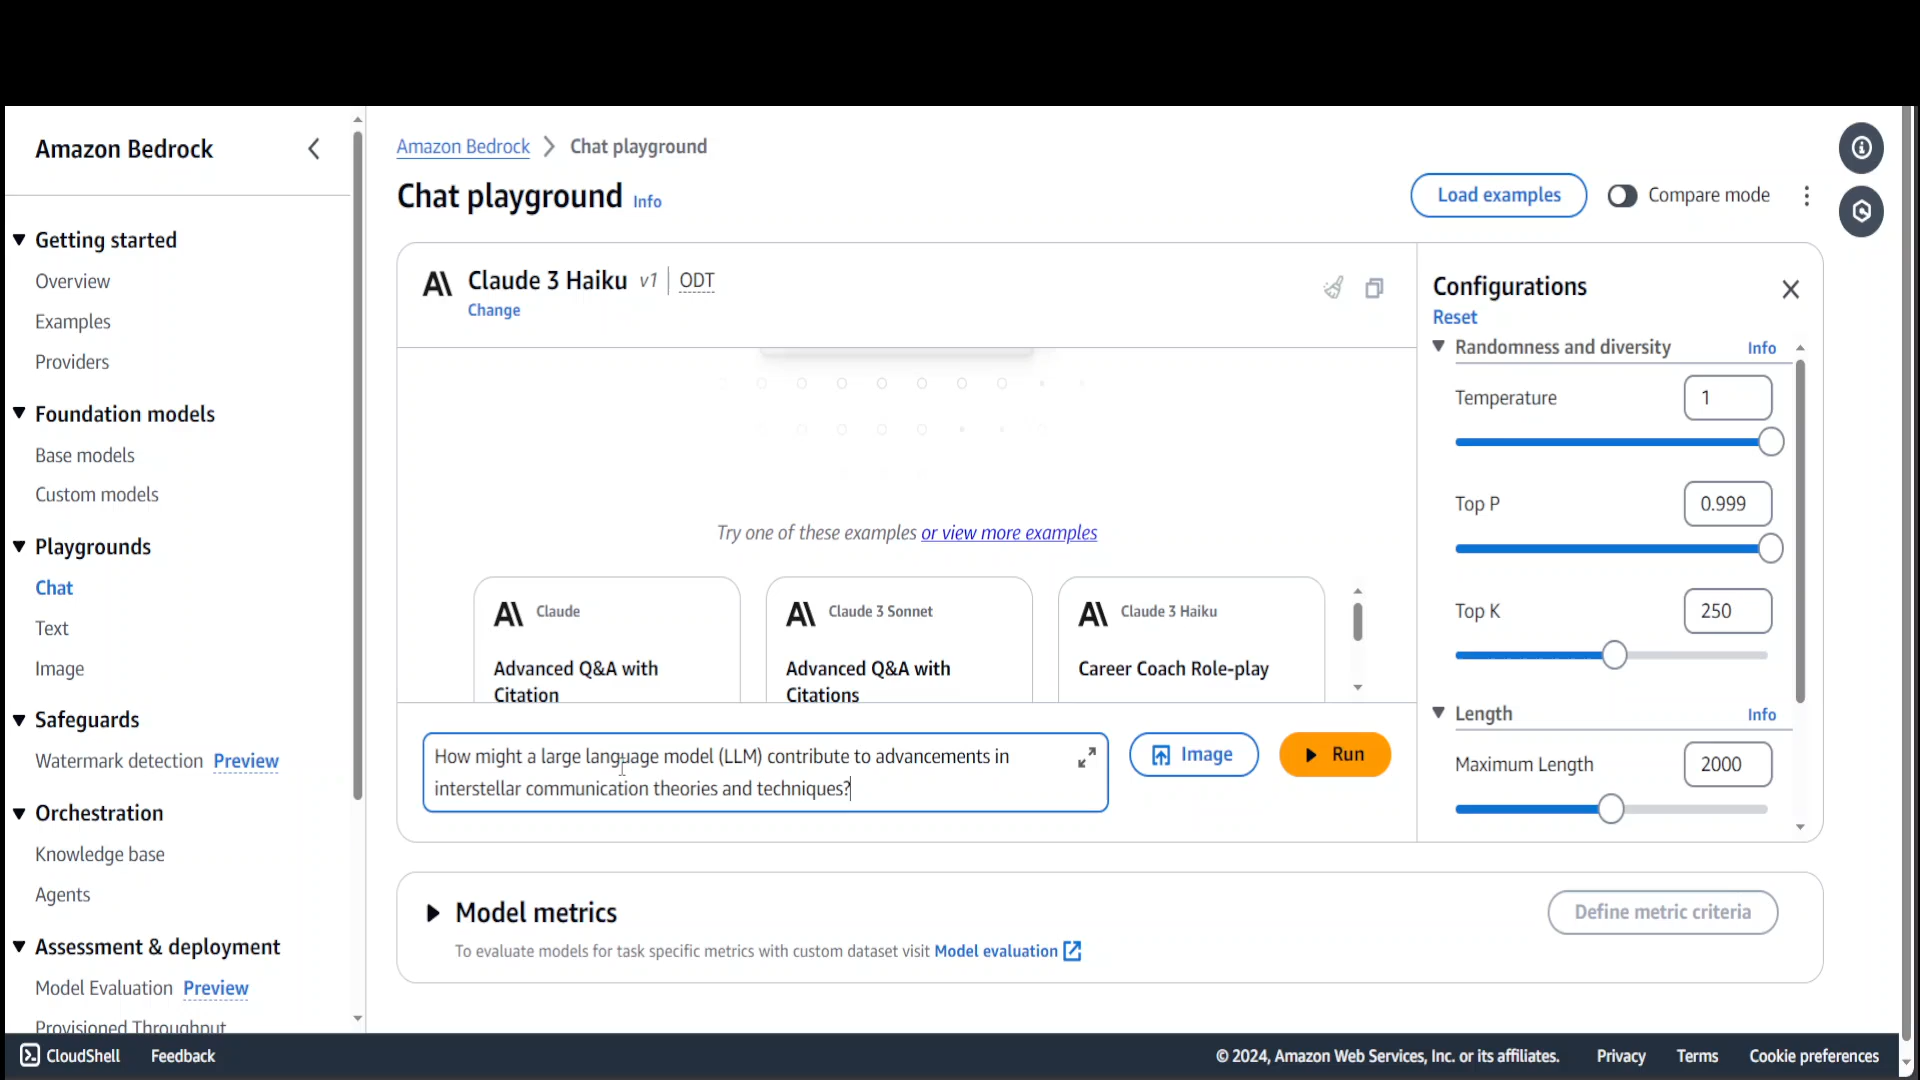 Amazon Bedrock
Getting started
Overview
Examples
Providers
Foundation models
Base models
Custom models
Playgrounds
Chat
Text
Image
Safeguards
Watermark detection Preview
Orchestration
Knowledge base
Agents
Assessment & deployment
Model Evaluation Preview
Provisioned Throughput
Amazon Bedrock Chat playground
Chat playground Info
Load examples
Compare mode
Claude 3 Haiku v1 ODT
Change
Try one of these examples or view more examples
Claude
Advanced Q&A with
Citation
Claude 3 Sonnet
Advanced Q&A with
Citations
Claude 3 Haiku
Career Coach Role-play
How might a large language model (LLM) contribute to advancements in
interstellar communication theories and techniques?
Image
Run
Configurations
Reset
Randomness and diversity Info
Temperature 1
Top P 0.999
Top K 250
Length Info
Maximum Length 2000
Model metrics
Define metric criteria
To evaluate models for task specific metrics with custom dataset visit Model evaluation
CloudShell Feedback © 2024, Amazon Web Services, Inc. or its affiliates. Privacy Terms Cookie preferences